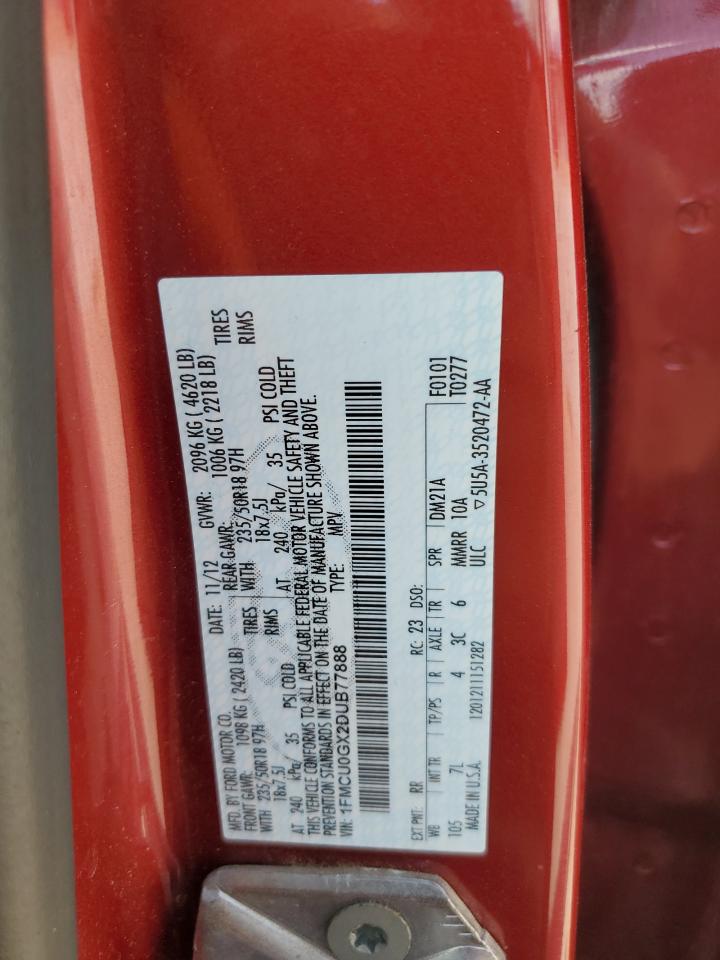 MFD. BY FORD MOTOR CO. DATE: 11/12 GVWR: 2096 KG ( 4620 LB)
FRONT GAWR: 1098 KG ( 2420 LB) REAR GAWR: 1006 KG ( 2218 LB)
WITH 235/50R18 97H TIRES WITH 235/50R18 97H TIRES
18x7.5J RIMS 18x7.5J RIMS
AT 240 kPa/ 35 PSI COLD AT 240 kPa/ 35 PSI COLD
THIS VEHICLE CONFORMS TO ALL APPLICABLE FEDERAL MOTOR VEHICLE SAFETY AND THEFT
PREVENTION STANDARDS IN EFFECT ON THE DATE OF MANUFACTURE SHOWN ABOVE.
VIN: 1FMCU0GX2DUB77888 TYPE: MPV
EXT PNT: RR RC: 23 DSO:
WB INT TR TP/PS R AXLE TR SPR DM21A F0101
105 7L 4 3C 6 MMRR 10A T0277
MADE IN U.S.A. 1201211151282 ULC ▽5U5A-3520472-AA